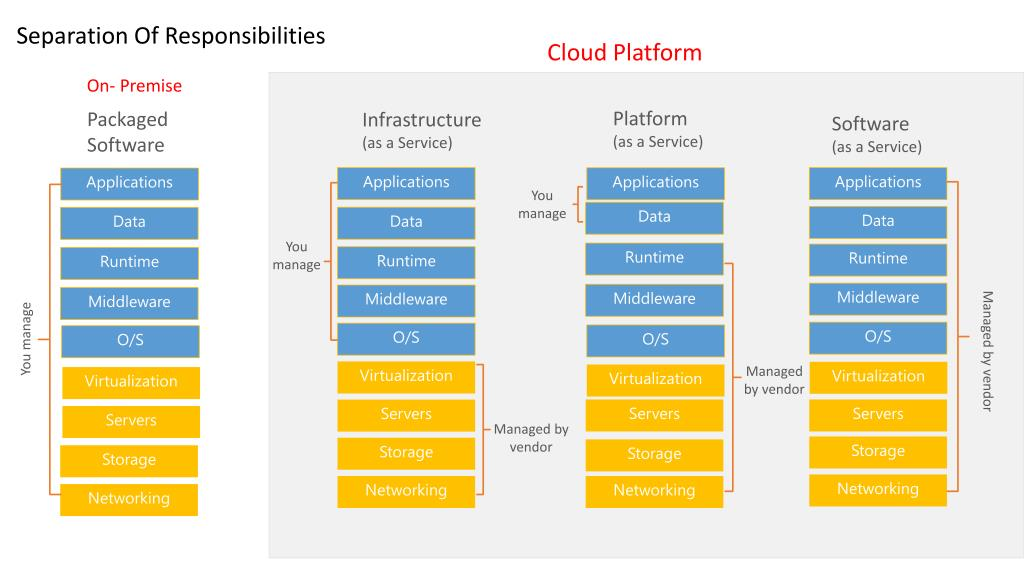 Separation Of Responsibilities
Cloud Platform
On- Premise
Packaged
Software
You manage
Applications
Data
Runtime
Middleware
O/S
Virtualization
Servers
Storage
Networking
Infrastructure
(as a Service)
You
manage
Applications
Data
Runtime
Middleware
O/S
Virtualization
Servers
Storage
Networking
Managed by
vendor
Platform
(as a Service)
You
manage
Applications
Data
Runtime
Middleware
O/S
Virtualization
Servers
Storage
Networking
Managed
by vendor
Software
(as a Service)
Applications
Data
Runtime
Middleware
O/S
Virtualization
Servers
Storage
Networking
Managed by vendor